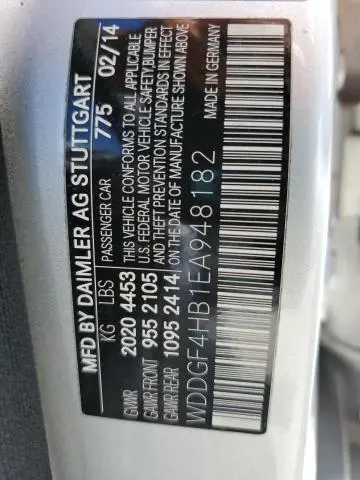 MFD BY DAIMLER AG STUTTGART
KG LBS PASSENGER CAR 775 02/14
GVWR 2020 4453 THIS VEHICLE CONFORMS TO ALL APPLICABLE
GAWR FRONT 955 2105 U.S. FEDERAL MOTOR VEHICLE SAFETY, BUMPER
GAWR REAR 1095 2414 AND THEFT PREVENTION STANDARDS IN EFFECT
ON THE DATE OF MANUFACTURE SHOWN ABOVE
WDDGF4HB1EA948182
MADE IN GERMANY